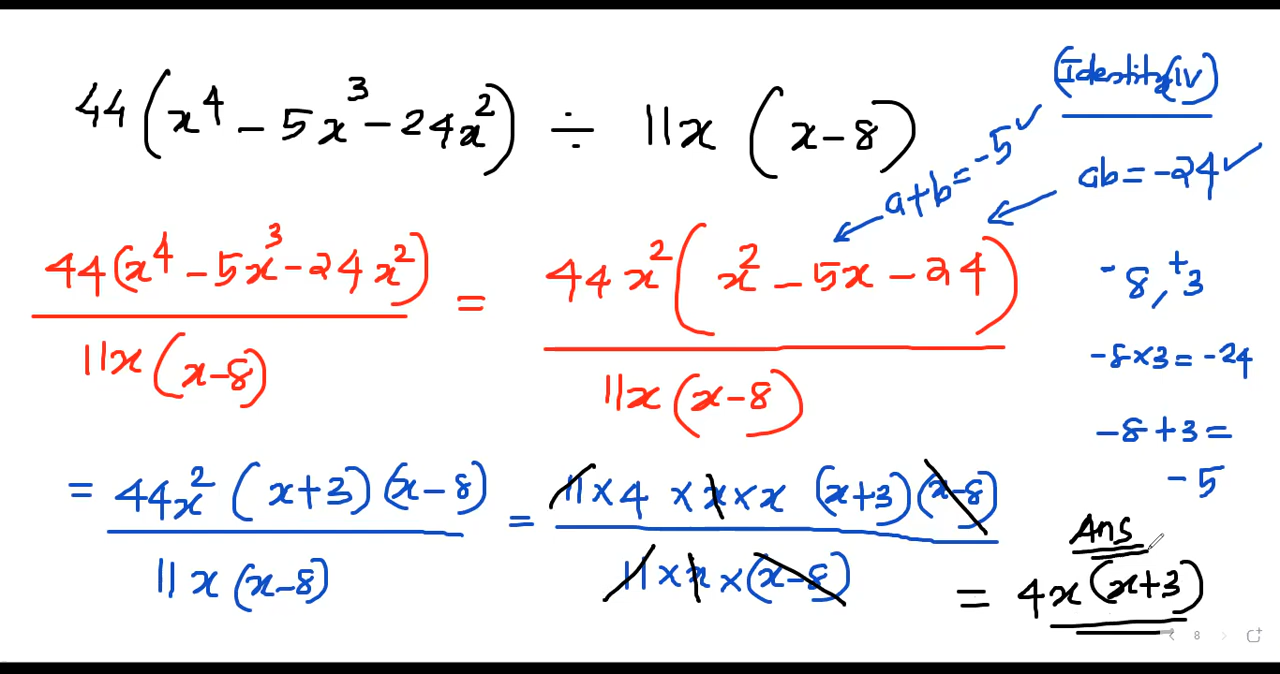 44(x⁴ - 5x³ - 24x²) ÷ 11x (x-8)
(Identity(iv)
a+b = -5 ✓
ab = -24 ✓
44(x⁴ - 5x³ - 24x²) / 11x(x-8) = 44x²(x² - 5x - 24) / 11x(x-8)
-8, +3
-8×3 = -24
-8+3 =
-5
= 44x²(x+3)(x-8) / 11x(x-8) = 11×4×x×x(x+3)(x-8) / 11×x×(x-8)
Ans
= 4x(x+3)
8